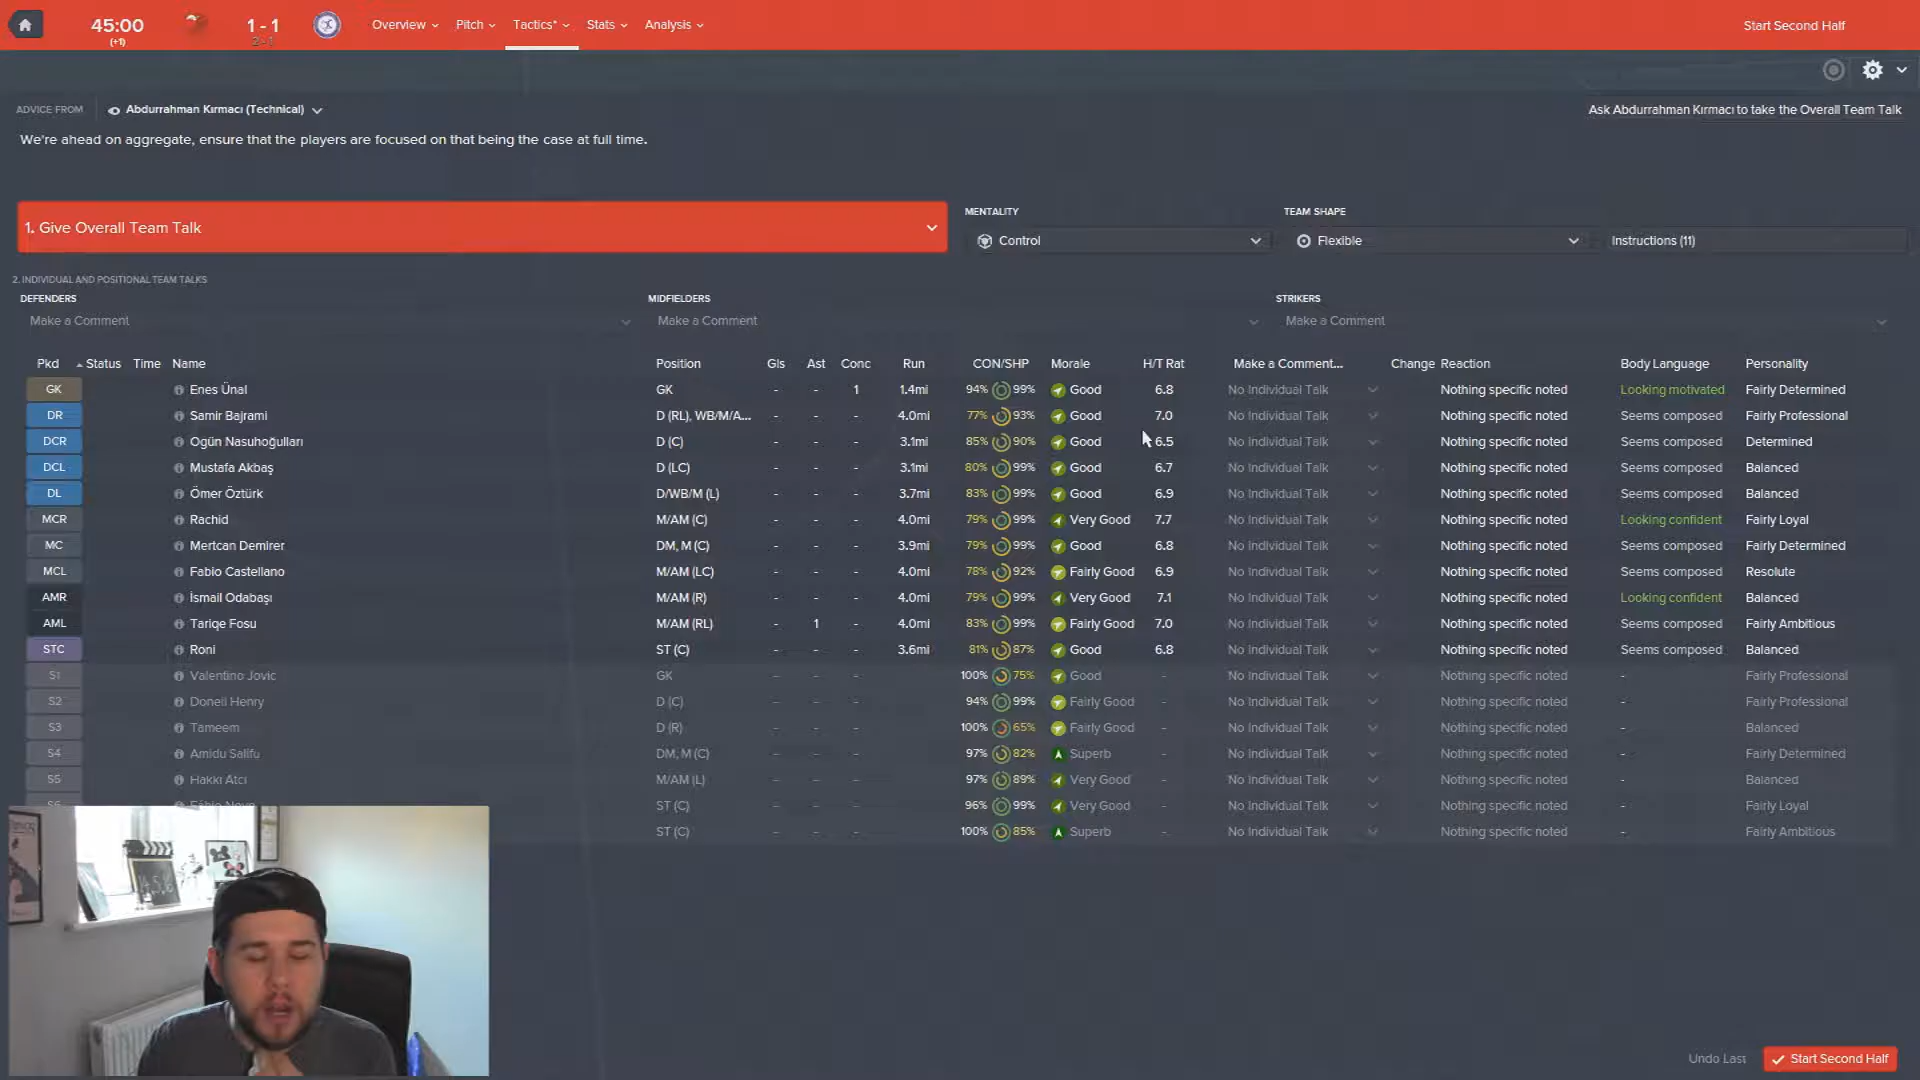 45:00
(+1)
1 - 1
2 - 1
Overview
Pitch
Tactics*
Stats
Analysis
Start Second Half
ADVICE FROM
Abdurrahman Kırmacı (Technical)
Ask Abdurrahman Kırmacı to take the Overall Team Talk
We're ahead on aggregate, ensure that the players are focused on that being the case at full time.
1. Give Overall Team Talk
MENTALITY
Control
TEAM SHAPE
Flexible
Instructions (11)
2. INDIVIDUAL AND POSITIONAL TEAM TALKS
DEFENDERS MIDFIELDERS STRIKERS
Make a Comment Make a Comment Make a Comment
Pkd Status Time Name Position Gls Ast Conc Run CON/SHP Morale H/T Rat Make a Comment... Change Reaction Body Language Personality
GK Enes Ünal GK - - 1 1.4mi 94% 99% Good 6.8 No Individual Talk Nothing specific noted Looking motivated Fairly Determined
DR Samir Bajrami D (RL), WB/M/A... - - - 4.0mi 77% 93% Good 7.0 No Individual Talk Nothing specific noted Seems composed Fairly Professional
DCR Ogün Nasuhoğulları D (C) - - - 3.1mi 85% 90% Good 6.5 No Individual Talk Nothing specific noted Seems composed Determined
DCL Mustafa Akbaş D (LC) - - - 3.1mi 80% 99% Good 6.7 No Individual Talk Nothing specific noted Seems composed Balanced
DL Ömer Öztürk D/WB/M (L) - - - 3.7mi 83% 99% Good 6.9 No Individual Talk Nothing specific noted Seems composed Balanced
MCR Rachid M/AM (C) - - - 4.0mi 79% 99% Very Good 7.7 No Individual Talk Nothing specific noted Looking confident Fairly Loyal
MC Mertcan Demirer DM, M (C) - - - 3.9mi 79% 99% Good 6.8 No Individual Talk Nothing specific noted Seems composed Fairly Determined
MCL Fabio Castellano M/AM (LC) - - - 4.0mi 78% 92% Fairly Good 6.9 No Individual Talk Nothing specific noted Seems composed Resolute
AMR İsmail Odabaşı M/AM (R) - - - 4.0mi 79% 99% Very Good 7.1 No Individual Talk Nothing specific noted Looking confident Balanced
AML Tariqe Fosu M/AM (RL) - 1 - 4.0mi 83% 99% Fairly Good 7.0 No Individual Talk Nothing specific noted Seems composed Fairly Ambitious
STC Roni ST (C) - - - 3.6mi 81% 87% Good 6.8 No Individual Talk Nothing specific noted Seems composed Balanced
S1 Valentino Jovic GK - - - 100% 75% Good - No Individual Talk Nothing specific noted - Fairly Professional
S2 Doneil Henry D (C) - - - 94% 99% Fairly Good - No Individual Talk Nothing specific noted - Fairly Professional
S3 Tameem D (R) - - - 100% 65% Fairly Good - No Individual Talk Nothing specific noted - Balanced
S4 Amidu Salifu DM, M (C) - - - 97% 82% Superb - No Individual Talk Nothing specific noted - Fairly Determined
S5 Hakkı Atcı M/AM (L) - - - 97% 89% Very Good - No Individual Talk Nothing specific noted - Balanced
ST (C) - - - 96% 99% Very Good - No Individual Talk Nothing specific noted - Fairly Loyal
ST (C) - - - 100% 85% Superb - No Individual Talk Nothing specific noted - Fairly Ambitious
Undo Last
Start Second Half